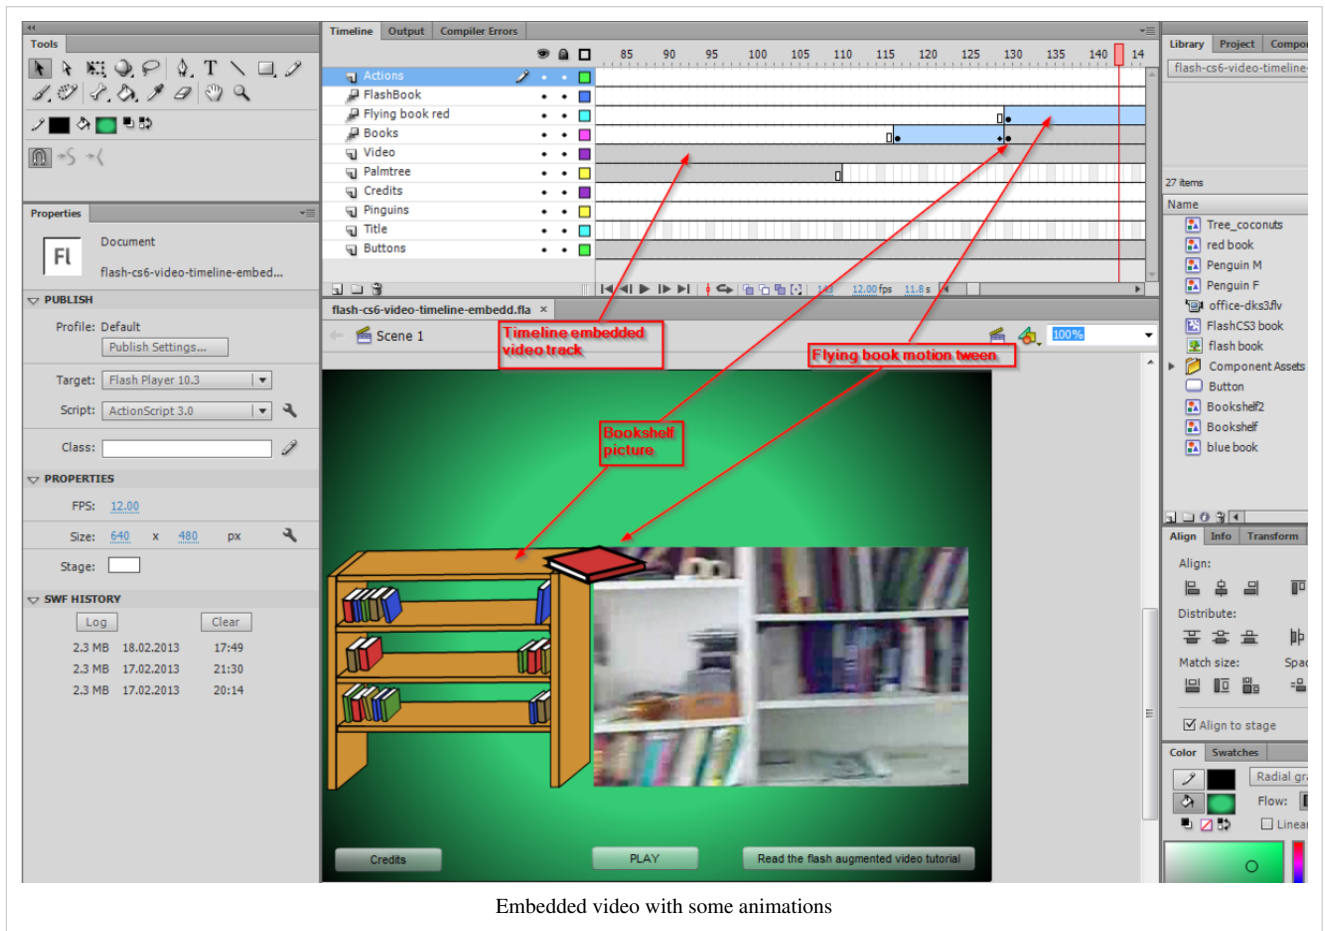 Tools
Properties
Fl
Document
flash-cs6-video-timeline-embed...
PUBLISH
Profile: Default
Publish Settings...
Target: Flash Player 10.3
Script: ActionScript 3.0
Class:
PROPERTIES
FPS: 12.00
Size: 640 x 480 px
Stage:
SWF HISTORY
Log Clear
2.3 MB 18.02.2013 17:49
2.3 MB 17.02.2013 21:30
2.3 MB 17.02.2013 20:14
Timeline Output Compiler Errors
85 90 95 100 105 110 115 120 125 130 135 140 14
Actions
FlashBook
Flying book red
Books
Video
Palmtree
Credits
Pinguins
Title
Buttons
143 12.00 fps 11.8 s
flash-cs6-video-timeline-embedd.fla ×
Scene 1
100%
Timeline embedded
video track
Flying book motion tween
Bookshelf
picture
Credits
PLAY
Read the flash augmented video tutorial
Library Project Compo
flash-cs6-video-timeline-
27 items
Name
Tree_coconuts
red book
Penguin M
Penguin F
office-dks3.flv
FlashCS3 book
flash book
Component Assets
Button
Bookshelf2
Bookshelf
blue book
Align Info Transform
Align:
Distribute:
Match size: Spac
Align to stage
Color Swatches
Radial gra
Flow:
Linear
Embedded video with some animations